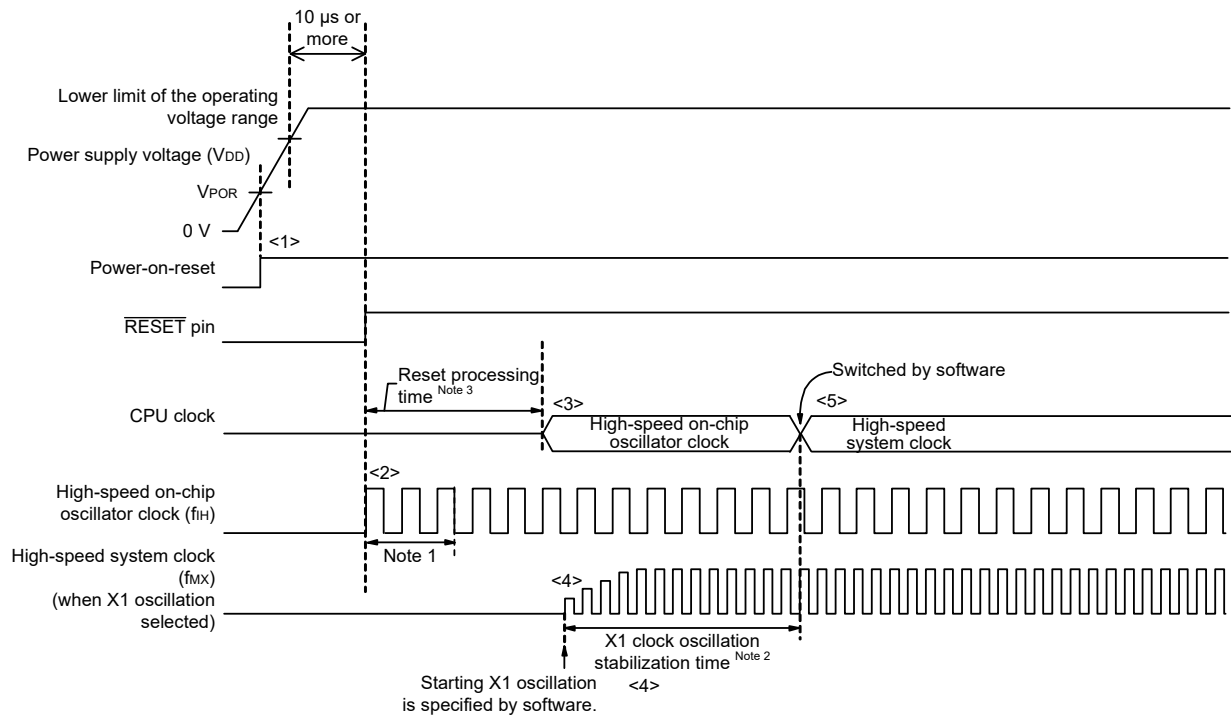 10 µs or
more
Lower limit of the operating
voltage range
Power supply voltage (VDD)
VPOR
0 V
<1>
Power-on-reset
RESET pin
Reset processing
time Note 3
Switched by software
CPU clock
<3>
<5>
High-speed on-chip
oscillator clock
High-speed
system clock
<2>
High-speed on-chip
oscillator clock (fIH)
Note 1
High-speed system clock
(fMX)
(when X1 oscillation
selected)
<4>
X1 clock oscillation
stabilization time Note 2
<4>
Starting X1 oscillation
is specified by software.